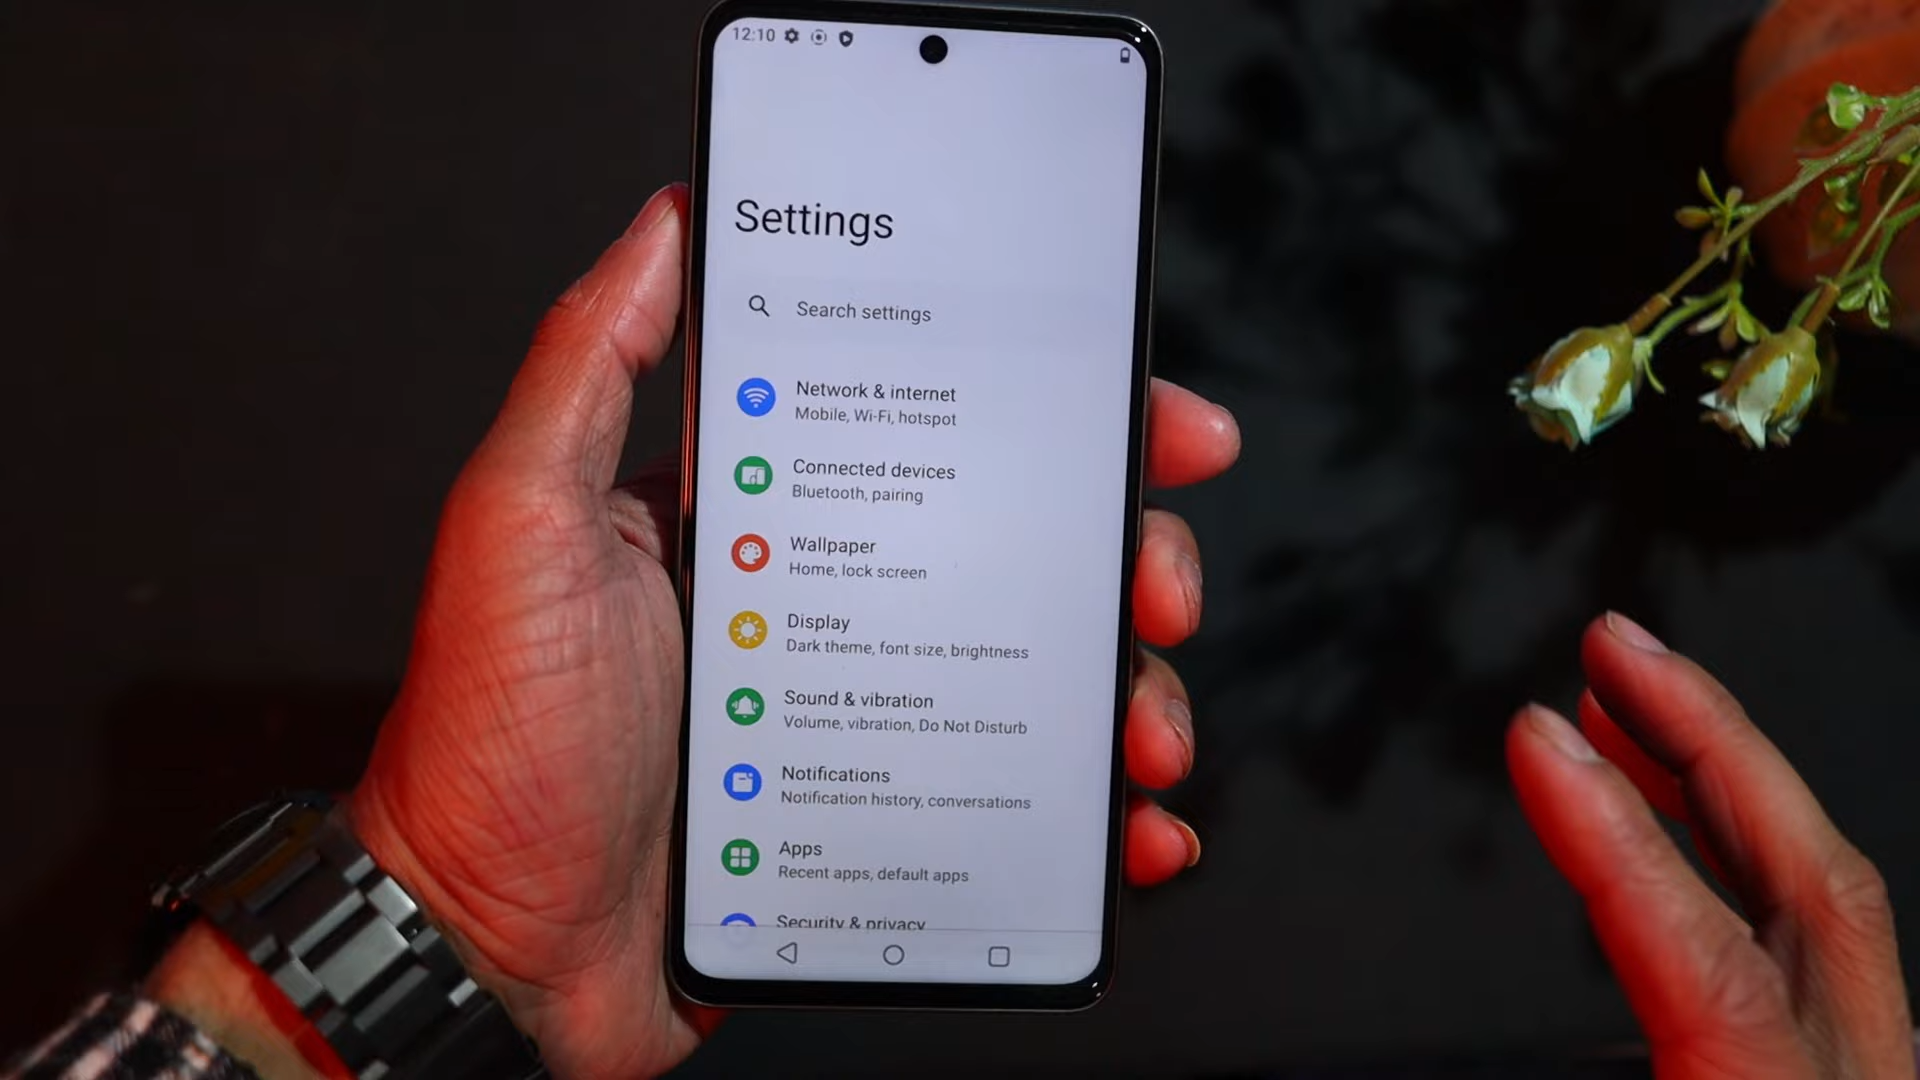 12:10
Settings
Search settings
Network & internet
Mobile, Wi-Fi, hotspot
Connected devices
Bluetooth, pairing
Wallpaper
Home, lock screen
Display
Dark theme, font size, brightness
Sound & vibration
Volume, vibration, Do Not Disturb
Notifications
Notification history, conversations
Apps
Recent apps, default apps
Security & privacy